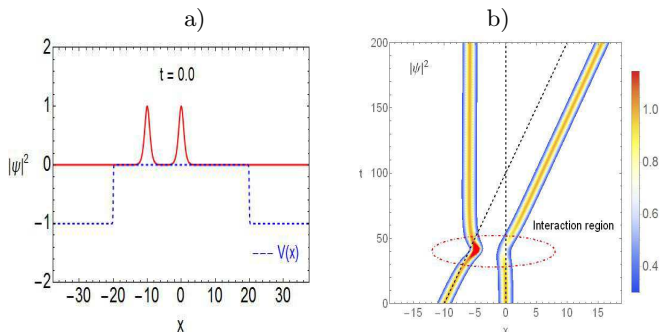 a)
2
1
0
−1
−2
|ψ|²
t = 0.0
V(x)
−30 −20 −10 0 10 20 30
x
b)
200
150
100
50
0
t
|ψ|²
Interaction region
-10 -5 0 5 10 15
x
1.0
0.8
0.6
0.4